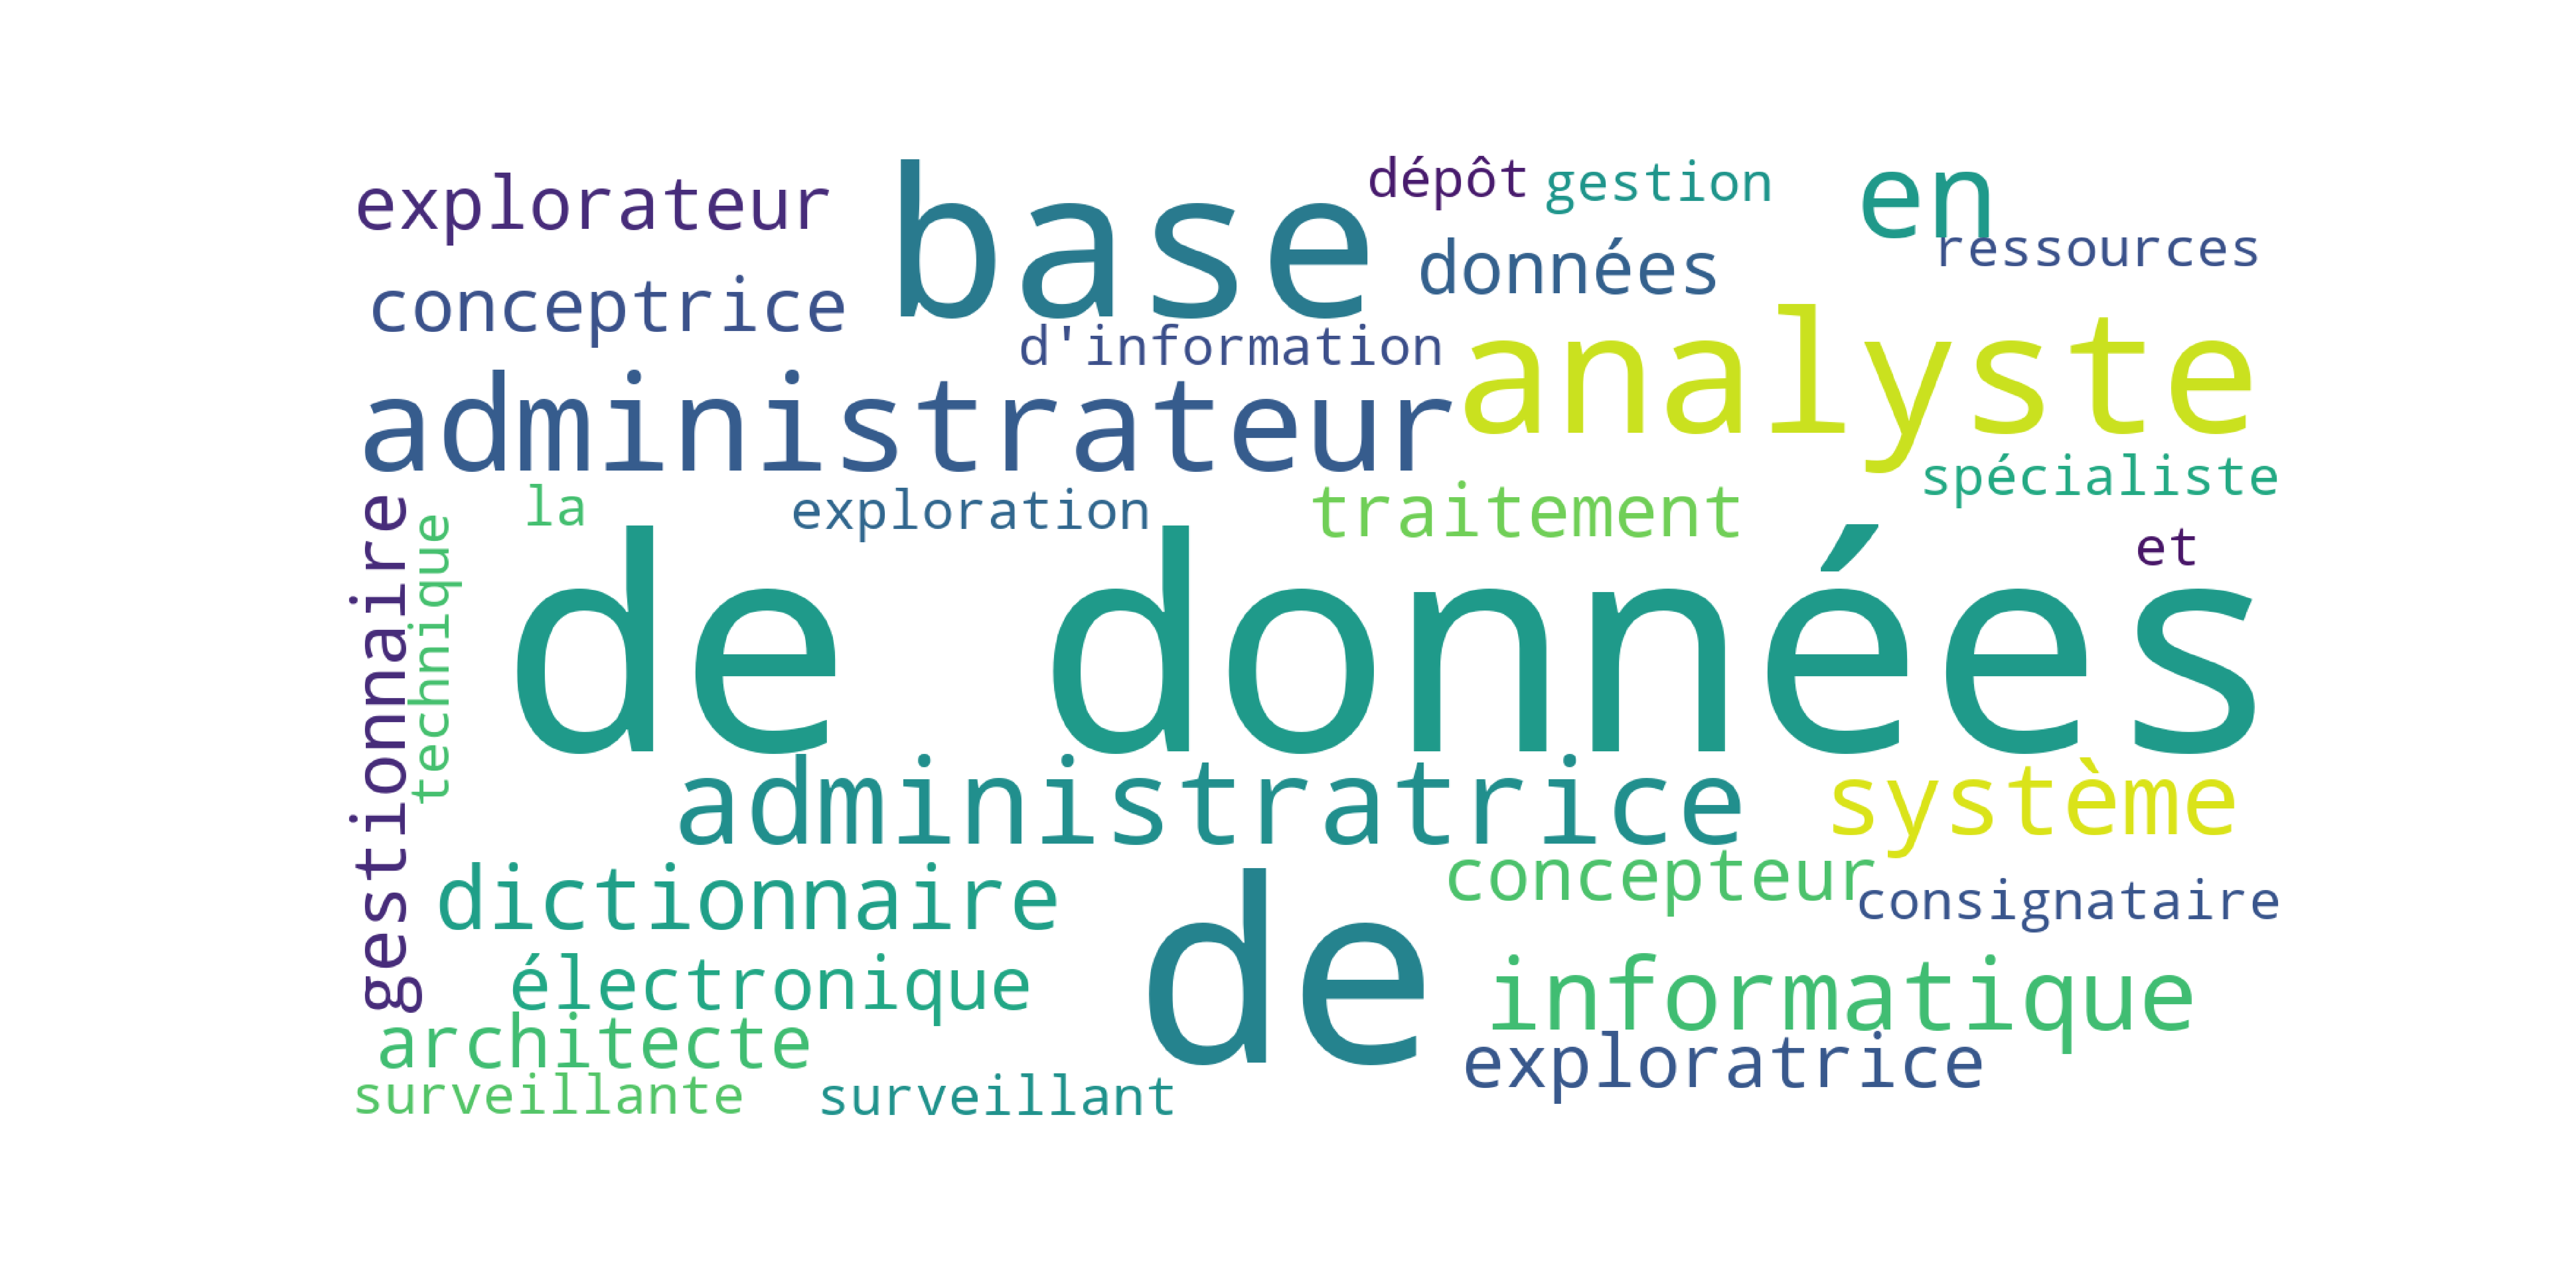 explorateur
base
dépôt
gestion
en
ressources
données
conceptrice
d'information
analyste
administrateur
spécialiste
la
exploration
traitement
et
gestionnaire
technique
de données
administratrice
système
concepteur
consignataire
dictionnaire
de
électronique
informatique
architecte
exploratrice
surveillante
surveillant